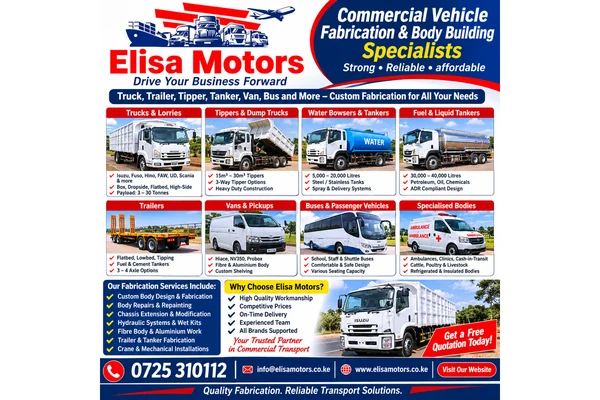 Elisa Motors
Drive Your Business Forward
Commercial Vehicle
Fabrication & Body Building
Specialists
Strong • Reliable • affordable
Truck, Trailer, Tipper, Tanker, Van, Bus and More – Custom Fabrication for All Your Needs
Trucks & Lorries
Isuzu, Fuso, Hino, FAW, UD, Scania
& more
Box, Dropside, Flatbed, High-Side
Payload: 3 - 30 Tonnes
Tippers & Dump Trucks
15m³ – 30m³ Tippers
3-Way Tipper Options
Heavy Duty Construction
Water Bowsers & Tankers
WATER
5,000 – 20,000 Litres
Steel / Stainless Tanks
Spray & Delivery Systems
Fuel & Liquid Tankers
30,000 – 40,000 Litres
Petroleum, Oil, Chemicals
ADR Compliant Design
Trailers
Flatbed, Lowbed, Tipping
Fuel & Cement Tankers
3 – 4 Axle Options
Vans & Pickups
Hiace, NV350, Probox
Fibre & Aluminium Body
Custom Shelving
Buses & Passenger Vehicles
School, Staff & Shuttle Buses
Comfortable & Safe Design
Various Seating Capacity
Specialised Bodies
AMBULANCE
Ambulances, Clinics, Cash-in-Transit
Cattle, Poultry & Livestock
Refrigerated & Insulated Bodies
Our Fabrication Services Include:
Custom Body Design & Fabrication
Body Repairs & Repainting
Chassis Extension & Modification
Hydraulic Systems & Wet Kits
Fibre Body & Aluminium Work
Trailer & Tanker Fabrication
Crane & Mechanical Installations
Why Choose Elisa Motors?
High Quality Workmanship
Competitive Prices
On-Time Delivery
Experienced Team
All Brands Supported
Your Trusted Partner
in Commercial Transport
ISUZU
Get a Free
Quotation Today!
0725 310112
info@elisamotors.co.ke
www.elisamotors.co.ke
Visit Our Website
Quality Fabrication. Reliable Transport Solutions.